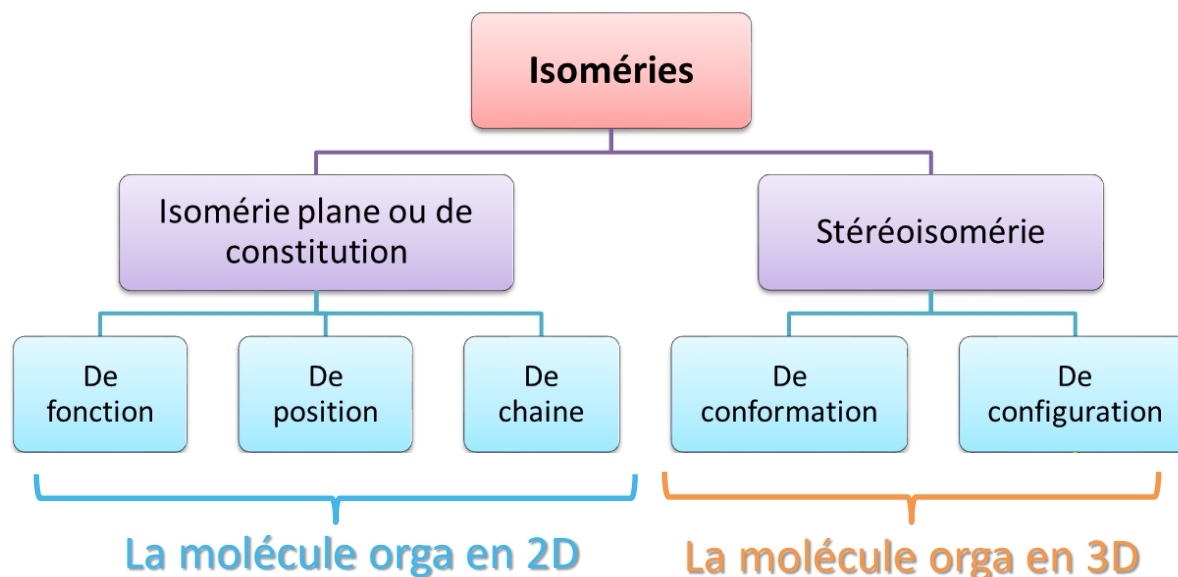 Isoméries
Isomérie plane ou de
constitution
Stéréoisomérie
De
fonction
De
position
De
chaine
De
conformation
De
configuration
La molécule orga en 2D
La molécule orga en 3D